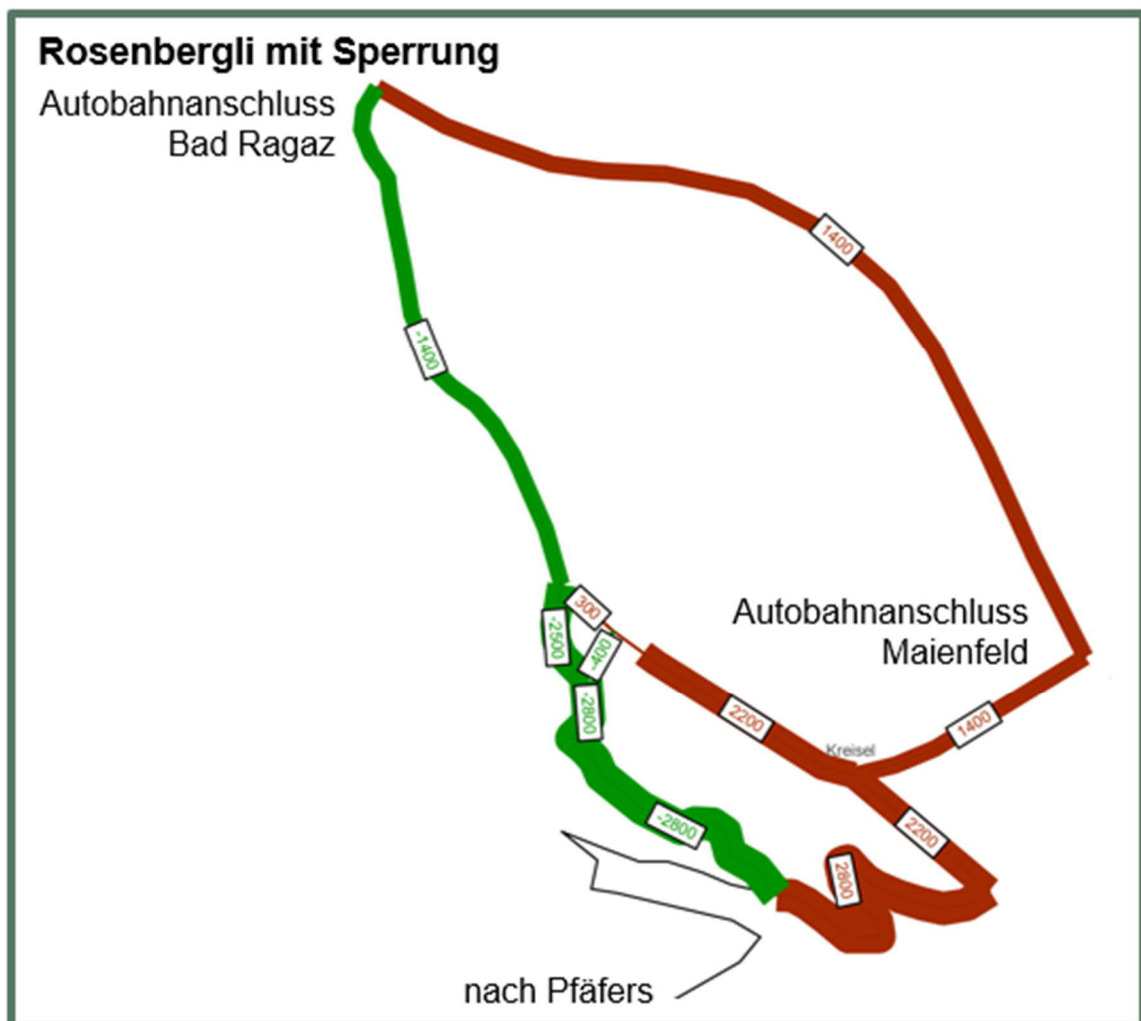 Rosenbergli mit Sperrung
Autobahnanschluss
Bad Ragaz
1400
-1400
300
-2500
-400
Autobahnanschluss
Maienfeld
-2800
2200
1400
Kreisel
-2800
2200
2800
nach Pfäfers